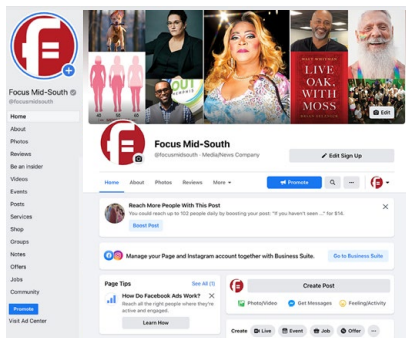 Focus Mid-South
@focusmidsouth
Home
About
Photos
Reviews
Be an Insider
Videos
Events
Posts
Services
Shop
Groups
Notes
Offers
Jobs
Community
Promote
Visit Ad Center
OUT
MEMPHIS
WALT WHITMAN
LIVE
OAK,
WITH
MOSS
Edit
Focus Mid-South
@focusmidsouth · Media/News Company
Edit Sign Up
Home About Photos Reviews More
Promote
Reach More People With This Post
You could reach up to 102 people daily by boosting your post: "If you haven't seen ..." for $14.
Boost Post
Manage your Page and Instagram account together with Business Suite.
Go to Business Suite
Page Tips
See All (1)
How Do Facebook Ads Work?
Reach all the right people where they're
active and engaged.
Learn How
Create Post
Photo/Video Get Messages Feeling/Activity
Create Live Event Job Offer